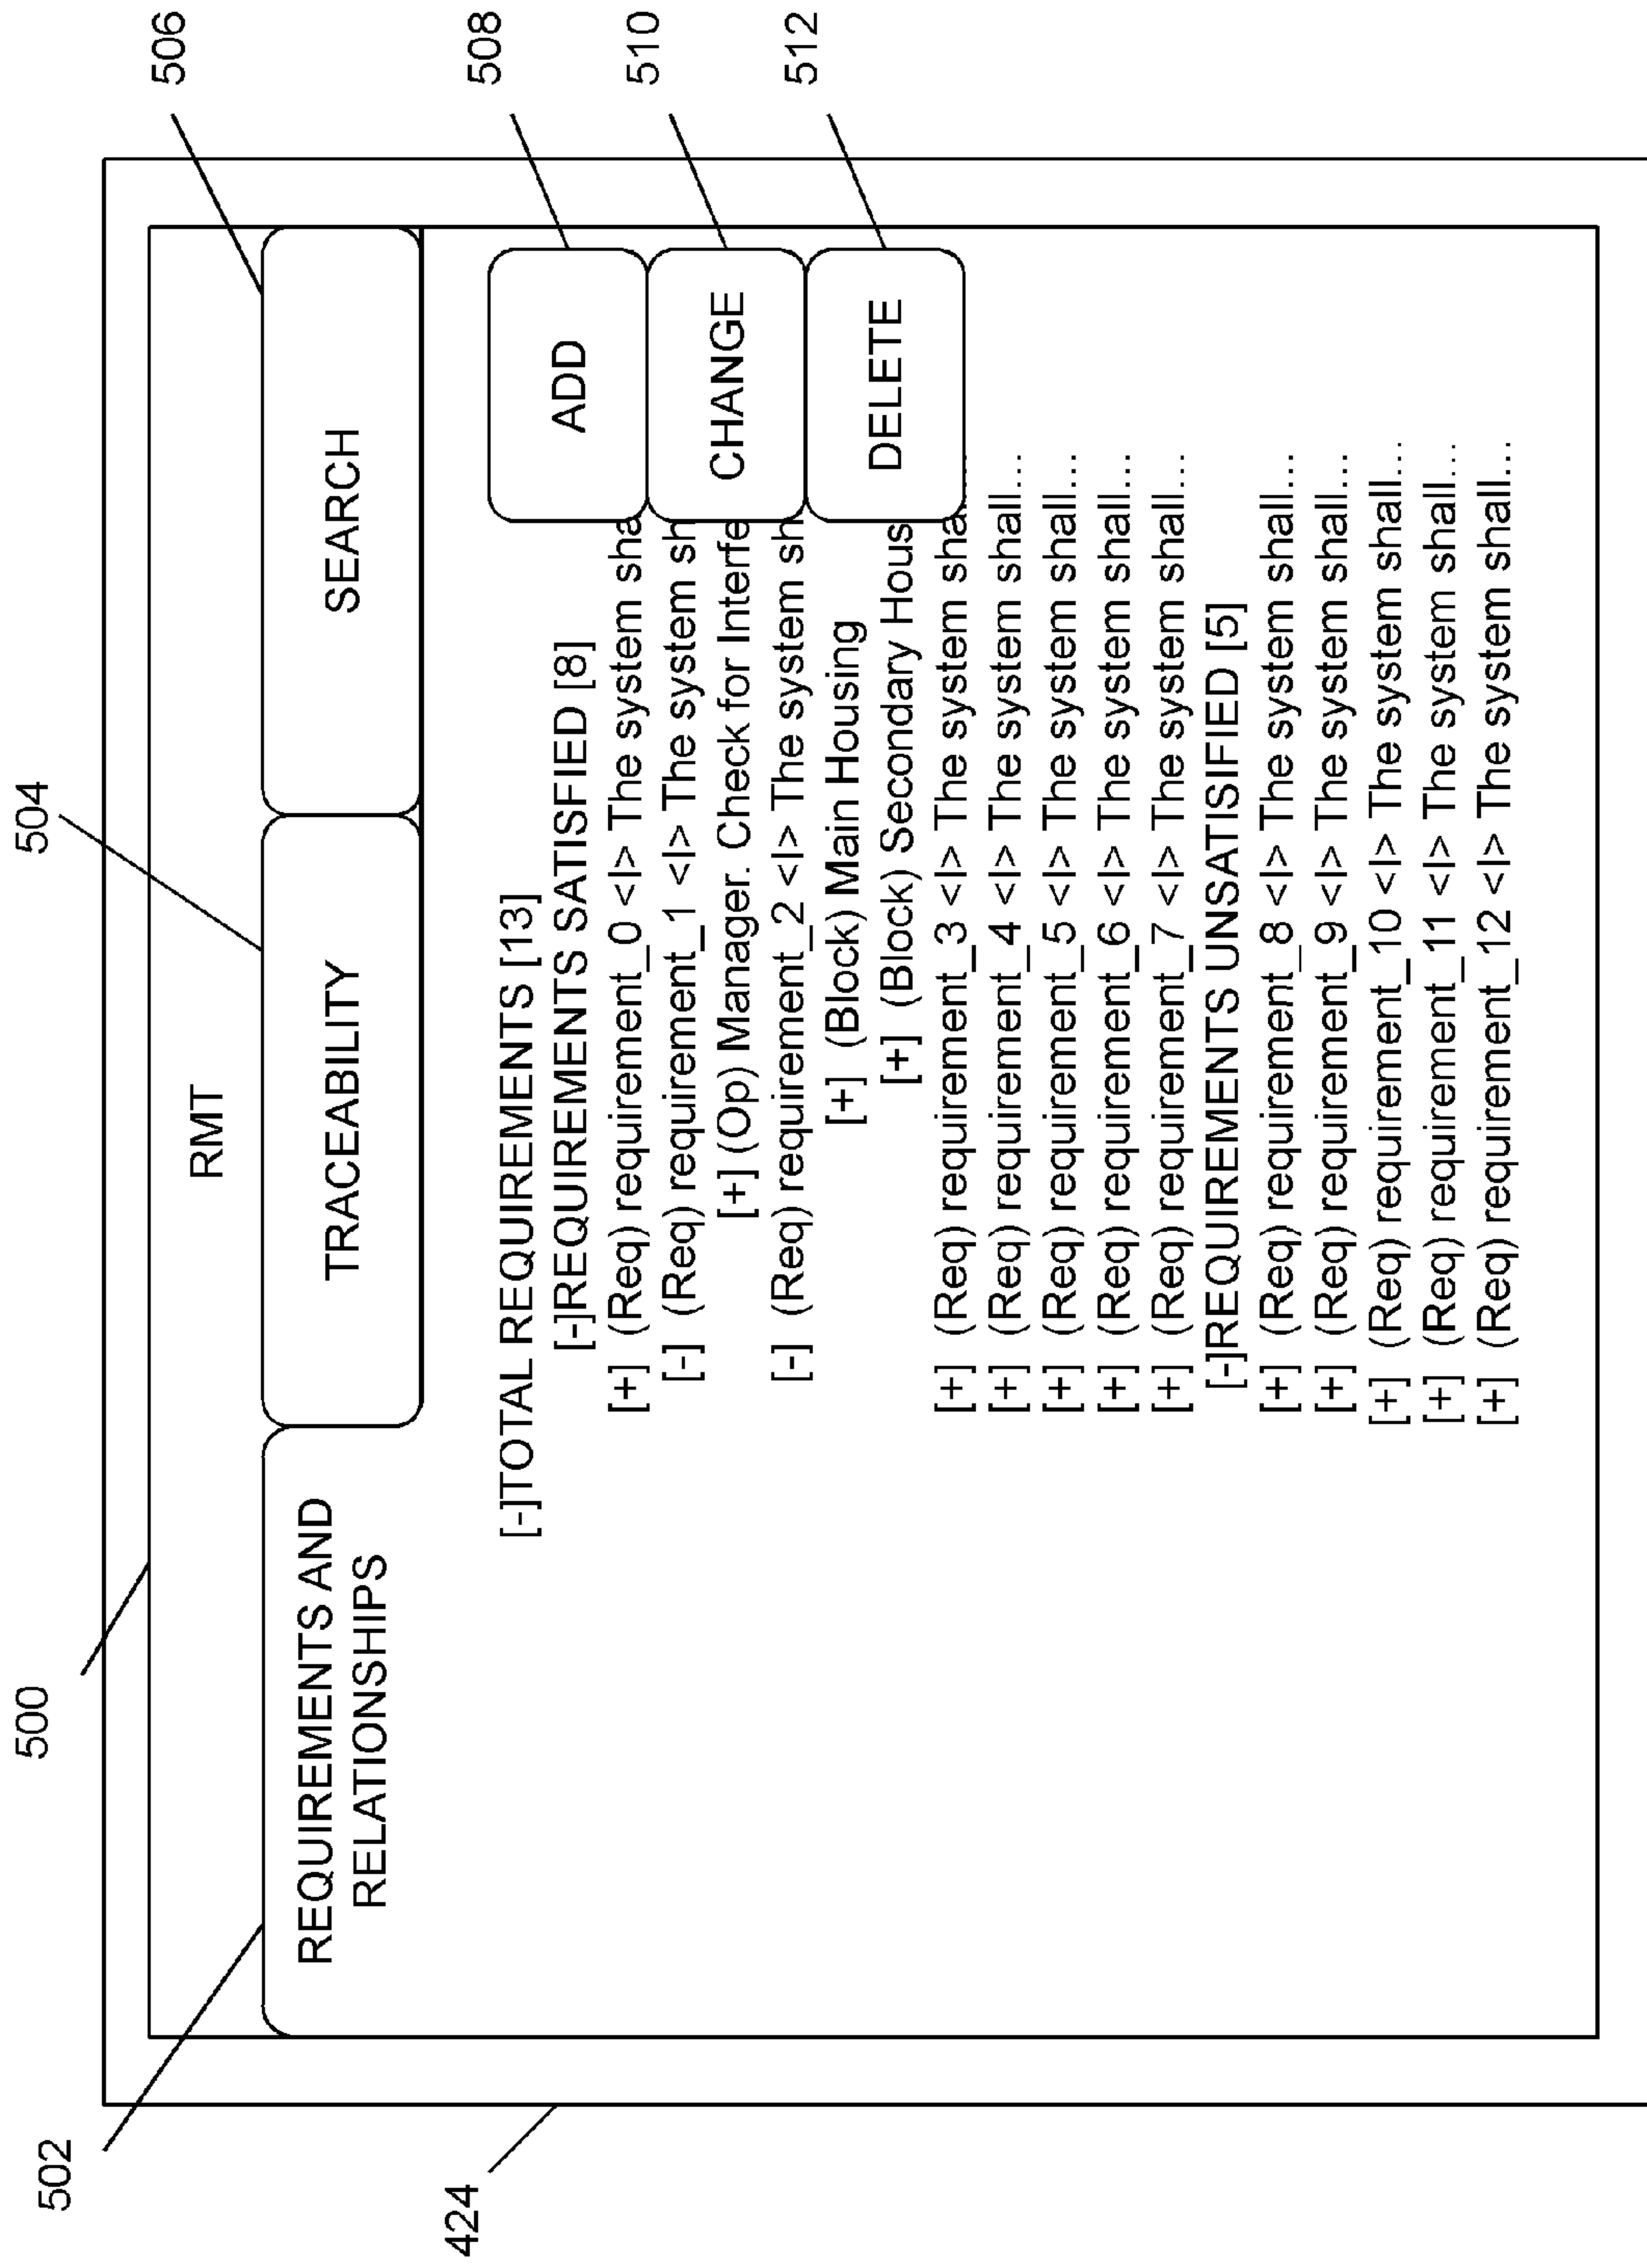 500
504
502
506
RMT
REQUIREMENTS AND
RELATIONSHIPS
TRACEABILITY
SEARCH
[-]TOTAL REQUIREMENTS [13]
[-]REQUIREMENTS SATISFIED [8]
[+] (Req) requirement_0 <I> The system sha
[-] (Req) requirement_1 <I> The system sh
[+] (Op) Manager. Check for Interfe
[-] (Req) requirement_2 <I> The system sh
[+] (Block) Main Housing
[+] (Block) Secondary Hous
[+] (Req) requirement_3 <I> The system sha...
[+] (Req) requirement_4 <I> The system shall...
[+] (Req) requirement_5 <I> The system shall...
[+] (Req) requirement_6 <I> The system shall...
[+] (Req) requirement_7 <I> The system shall...
[-]REQUIREMENTS UNSATISIFIED [5]
[+] (Req) requirement_8 <I> The system shall...
[+] (Req) requirement_9 <I> The system shall...
[+] (Req) requirement_10 <I> The system shall...
[+] (Req) requirement_11 <I> The system shall...
[+] (Req) requirement_12 <I> The system shall...
ADD
CHANGE
DELETE
508
510
512
424